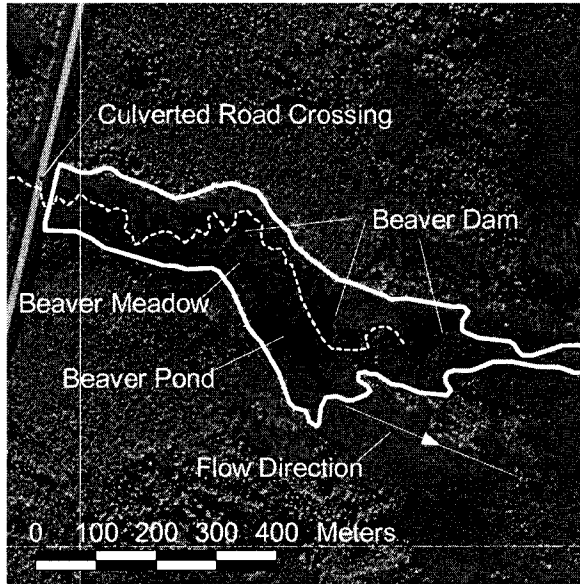 Culverted Road Crossing
Beaver Dam
Beaver Meadow
Beaver Pond
Flow Direction
0 100 200 300 400 Meters